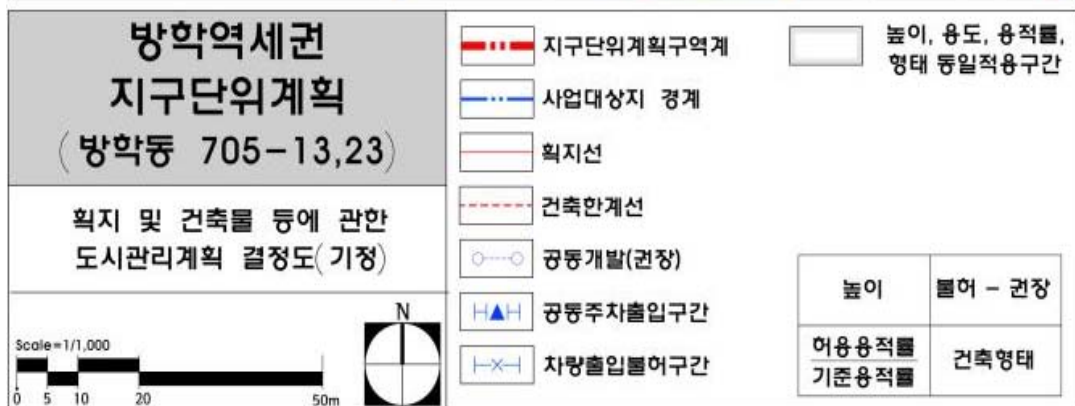 방학역세권
지구단위계획
(방학동 705-13,23)
획지 및 건축물 등에 관한
도시관리계획 결정도(기정)
Scale=1/1,000
N
0 5 10 20 50m
지구단위계획구역계
사업대상지 경계
획지선
건축한계선
공동개발(권장)
공동주차출입구간
차량출입불허구간
높이, 용도, 용적률,
형태 동일적용구간
높이
불허 - 권장
허용용적률
기준용적률
건축형태